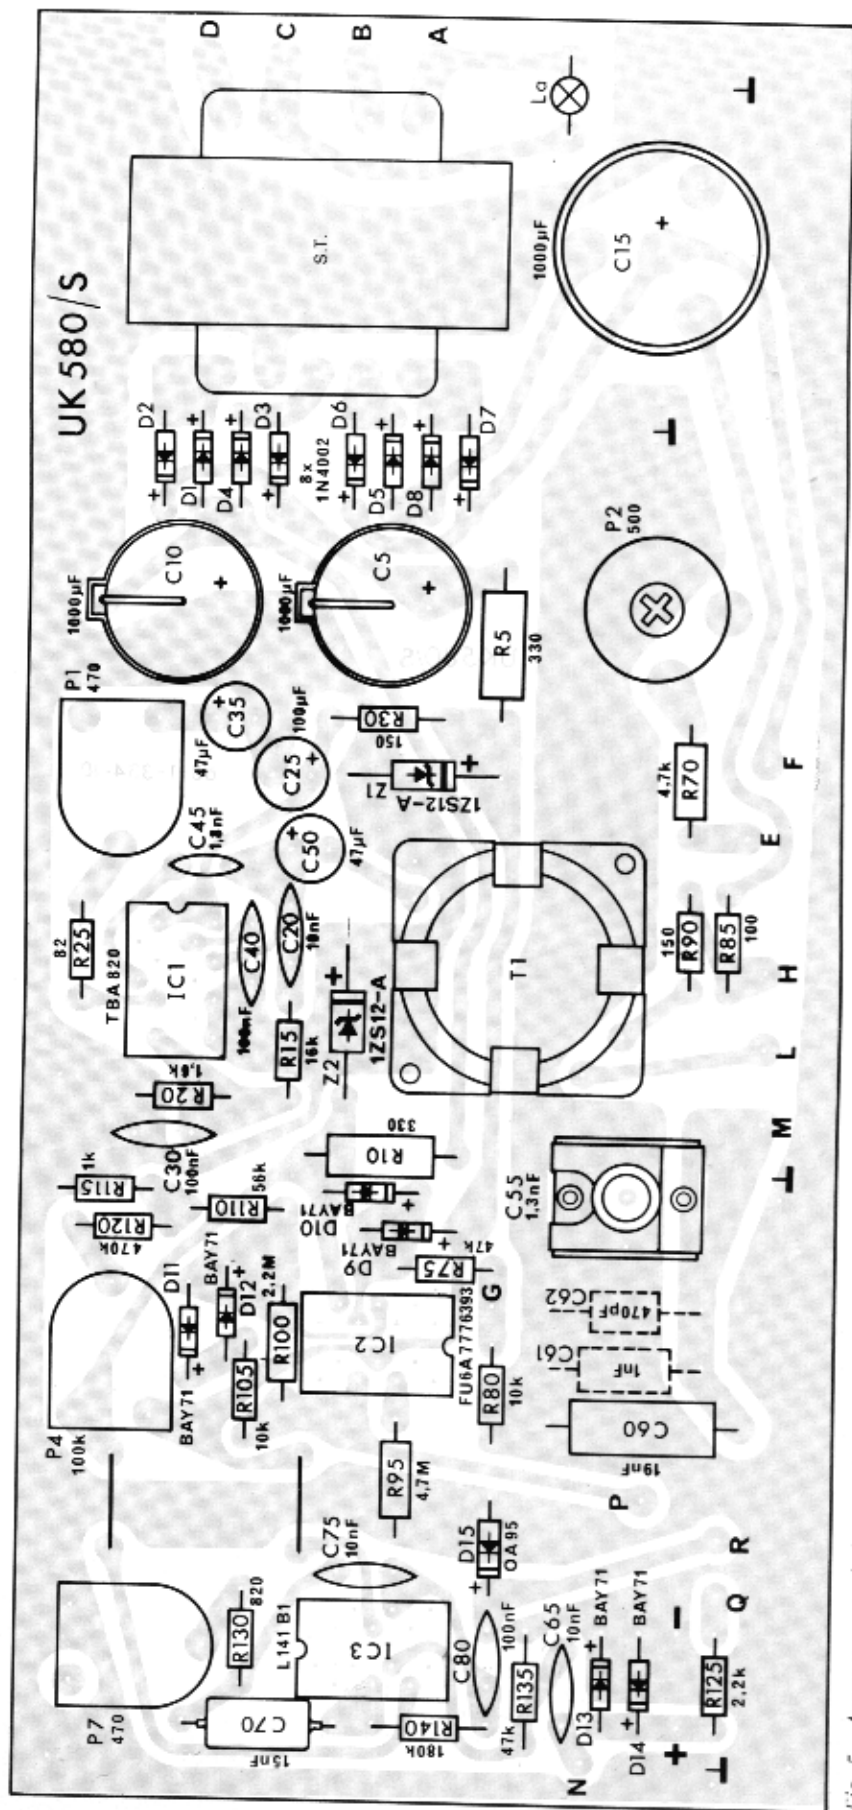 D
C
B
A
La
UK 580/S
S.T.
1000µF
C15
+
D2
+
D1
+
D4
+
D3
+
8x
1N4002
D6
+
D5
+
D8
+
D7
+
1000µF
C10
+
1000µF
C5
+
P2
500
R5
330
P1
470
47µF
C35
+
100µF
C25
+
R30
150
Z1
1ZS12-A
+
4.7k
R70
F
C45
1,8nF
C50
+
47µF
E
82
R25
TBA820
IC1
C40
100nF
C20
10nF
Z2
1ZS12-A
+
T1
150
R90
R85
100
H
L
R15
16k
1,8k
R20
C30
100nF
330
R10
M
1k
R115
R120
470k
R110
56k
BAY71
D10
+
BAY71
D9
+
47k
R75
C55
1,3nF
D11
BAY71
+
BAY71
D12
+
2,2M
R100
R105
10k
IC2
FU6A7776393
G
C62
470pF
C61
1nF
P4
100k
R80
10k
C60
19nF
R95
4,7M
P
C75
10nF
D15
OA95
+
R
P7
470
R130
820
L141 B1
IC3
C80
100nF
C65
10nF
BAY71
BAY71
Q
-
C70
15nF
R140
180k
R135
47k
D13
+
D14
+
R125
2,2k
N
+